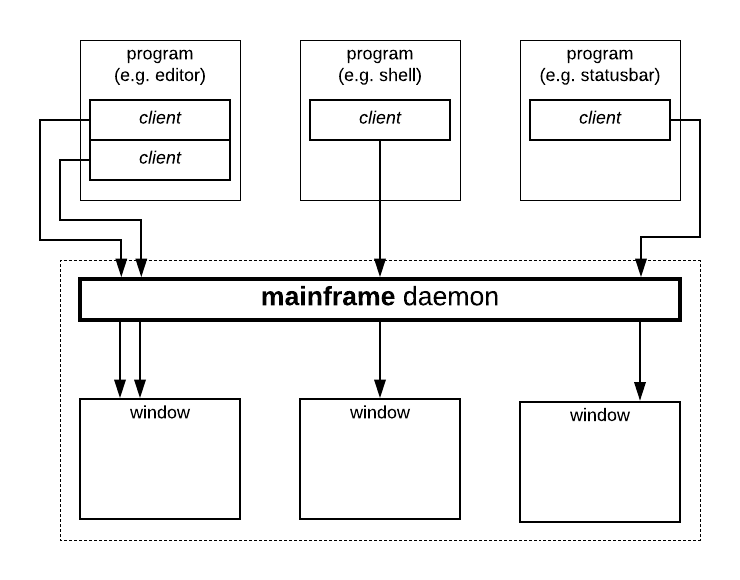 program
(e.g. editor)
client
client
program
(e.g. shell)
client
program
(e.g. statusbar)
client
mainframe daemon
window
window
window